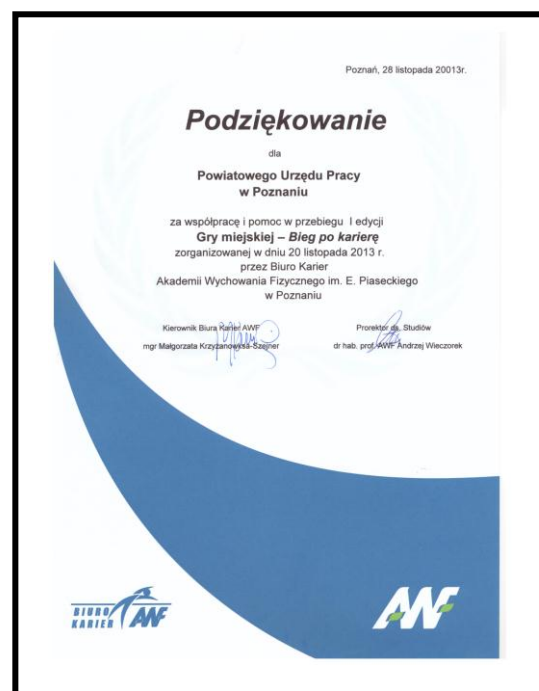 Poznań, 28 listopada 20013r.
Podziękowanie
dla
Powiatowego Urzędu Pracy
w Poznaniu
za współpracę i pomoc w przebiegu I edycji
Gry miejskiej – Bieg po karierę
zorganizowanej w dniu 20 listopada 2013 r.
przez Biuro Karier
Akademii Wychowania Fizycznego im. E. Piaseckiego
w Poznaniu
Kierownik Biura Karier AWF
mgr Małgorzata Krzyżanowska-Szejner
Prorektor ds. Studiów
dr hab. prof. AWF Andrzej Wieczorek
BIURO
KARIER AWF
AWF